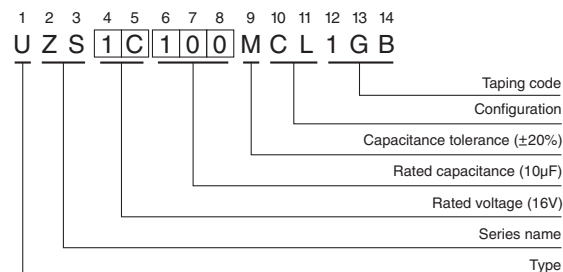 1 2 3 4 5 6 7 8 9 10 11 12 13 14
U Z S 1 C 1 0 0 M C L 1 G B
Taping code
Configuration
Capacitance tolerance (±20%)
Rated capacitance (10µF)
Rated voltage (16V)
Series name
Type